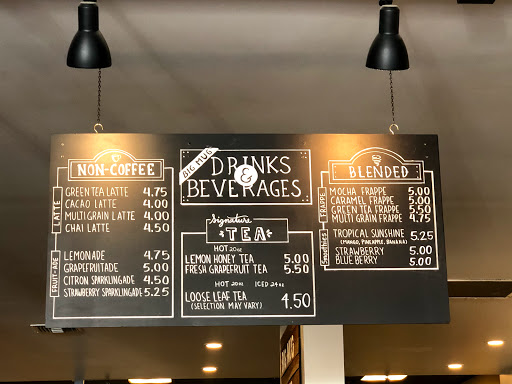 NON-COFFEE
LATTE
GREEN TEA LATTE 4.75
CACAO LATTE 4.00
MULTIGRAIN LATTE 4.00
CHAI LATTE 4.50
FRUIT-ADE
LEMONADE 4.75
GRAPEFRUITADE 5.00
CITRON SPARKLINGADE 4.50
STRAWBERRY SPARKLINGADE 5.25
BIG MUG
DRINKS
&
BEVERAGES
Signature
TEA
HOT 20oz
LEMON HONEY TEA 5.00
FRESH GRAPEFRUIT TEA 5.50
HOT 20oz ICED 24oz
LOOSE LEAF TEA 4.50
(SELECTION MAY VARY)
BLENDED
FRAPPE
MOCHA FRAPPE 5.00
CARAMEL FRAPPE 5.00
GREEN TEA FRAPPE 5.50
MULTI GRAIN FRAPPE 4.75
Smoothies
TROPICAL SUNSHINE 5.25
(MANGO, PINEAPPLE, BANANA)
STRAWBERRY 5.00
BLUEBERRY 5.00